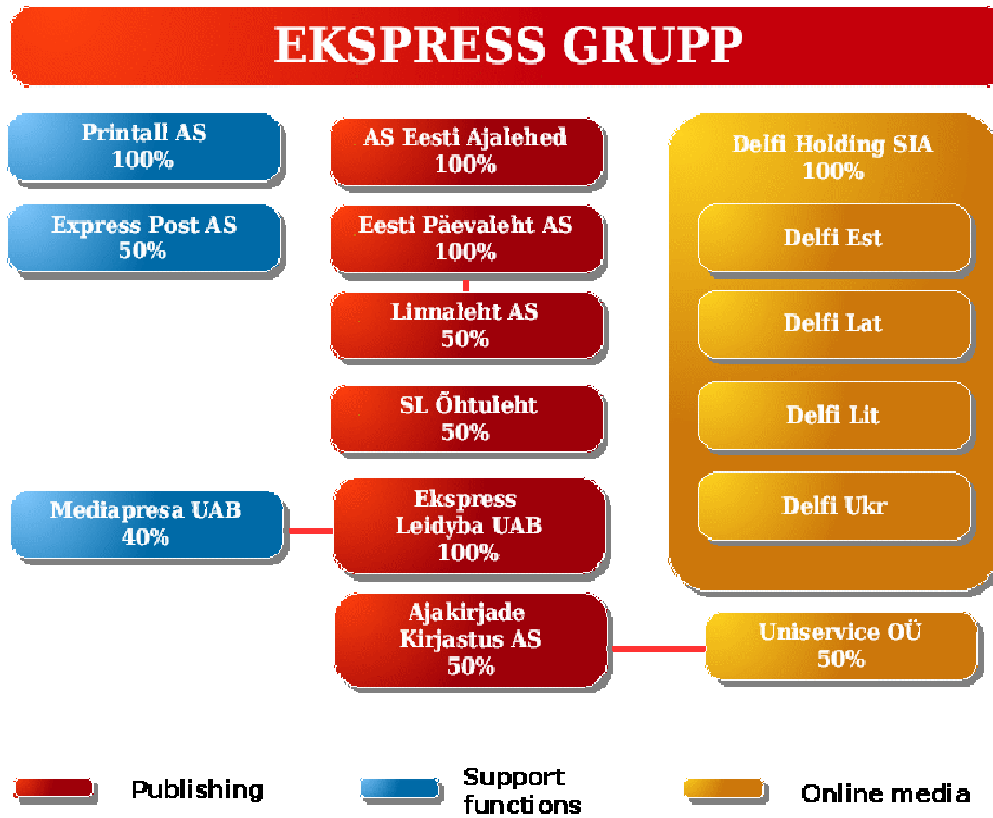 EKSPRESS GRUPP
Printall AS
100%
Express Post AS
50%
Mediapresa UAB
40%
AS Eesti Ajalehed
100%
Eesti Päevaleht AS
100%
Linnaleht AS
50%
SL Õhtuleht
50%
Ekspress
Leidyba UAB
100%
Ajakirjade
Kirjastus AS
50%
Delfi Holding SIA
100%
Delfi Est
Delfi Lat
Delfi Lit
Delfi Ukr
Uniservice OÜ
50%
Publishing
Support
functions
Online media